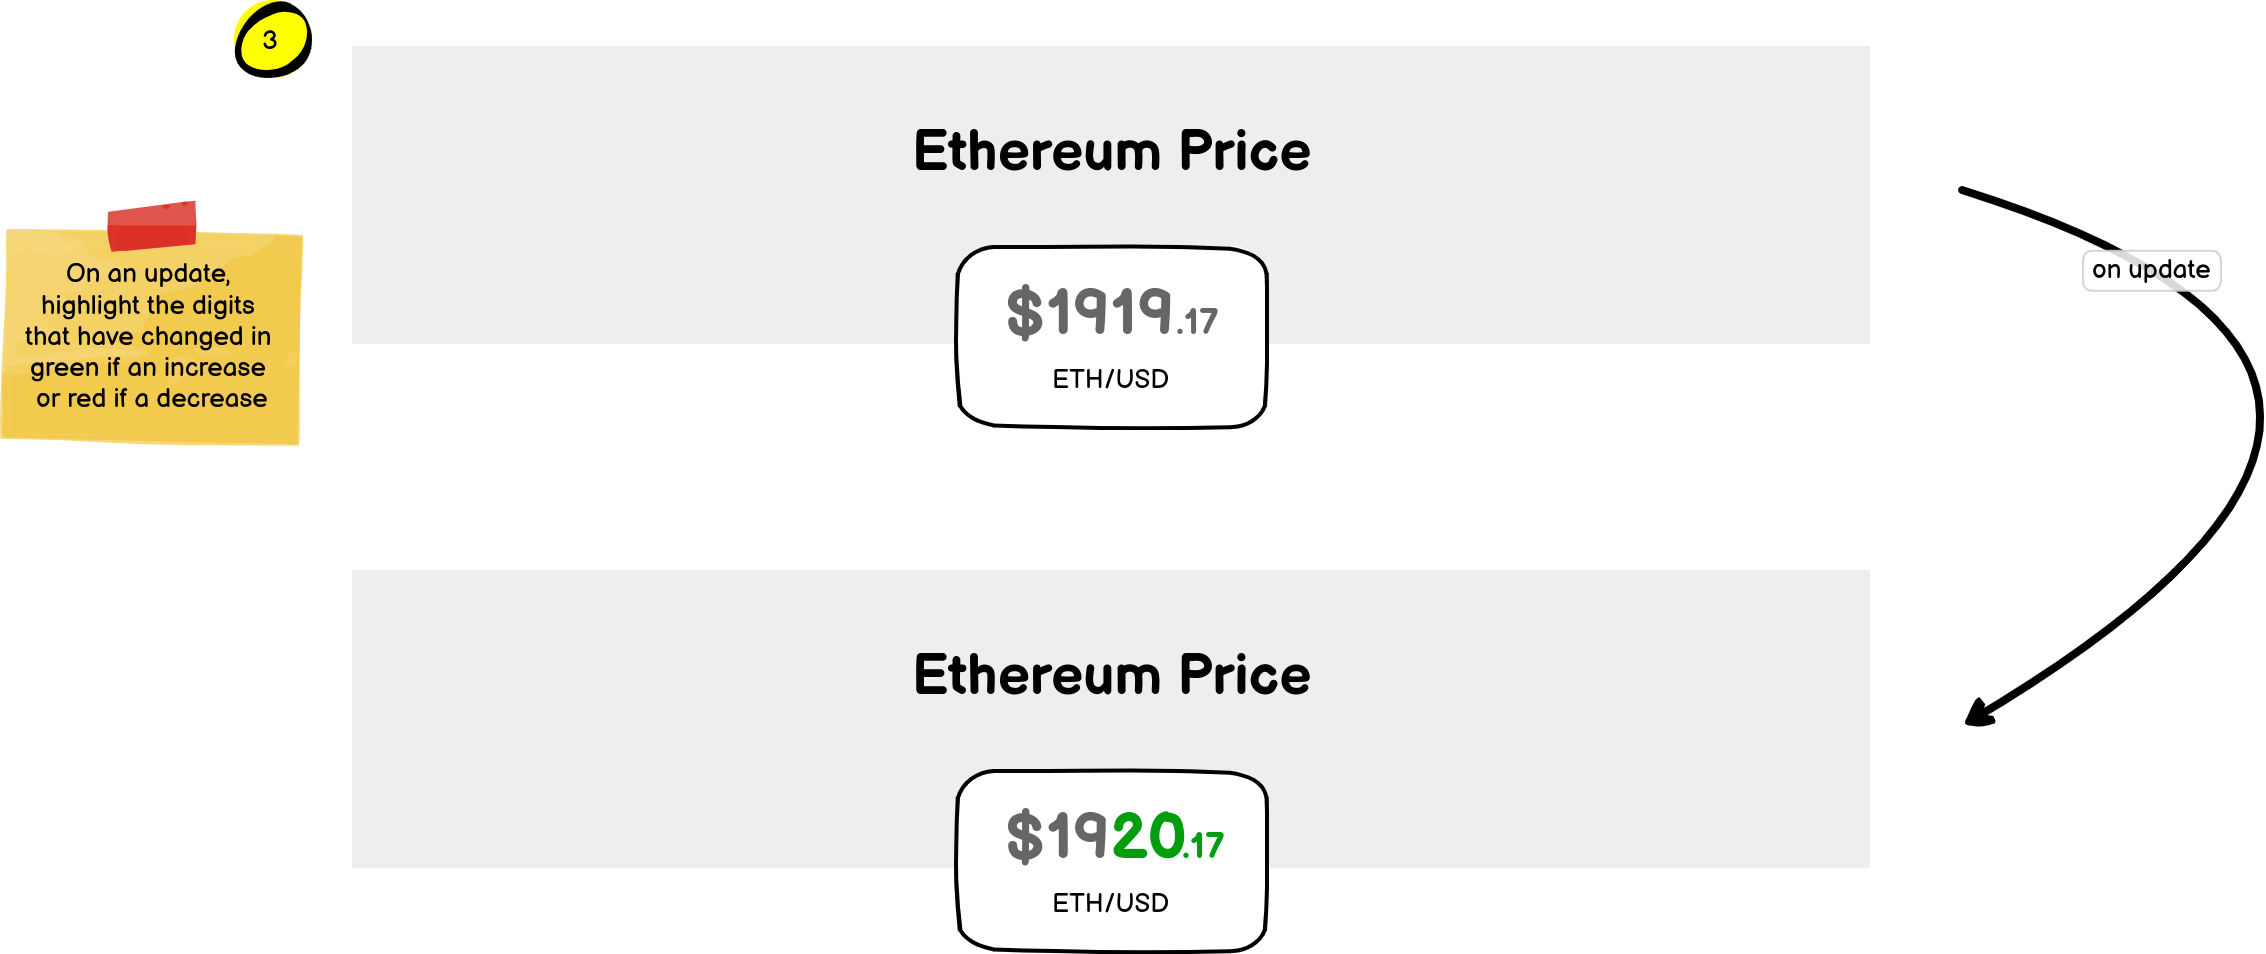 3
Ethereum Price
$1919.17
ETH/USD
on update
On an update,
highlight the digits
that have changed in
green if an increase
or red if a decrease
Ethereum Price
$1920.17
ETH/USD